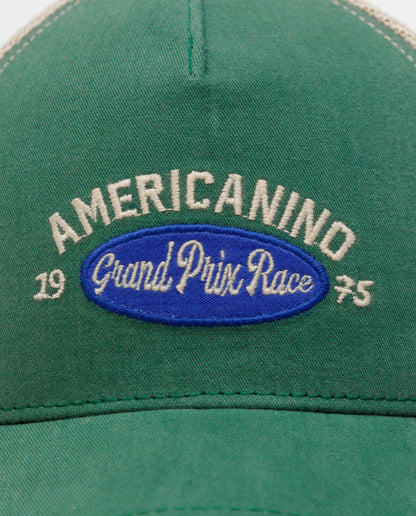 AMERICANINO
19 Grand Prix Race 75